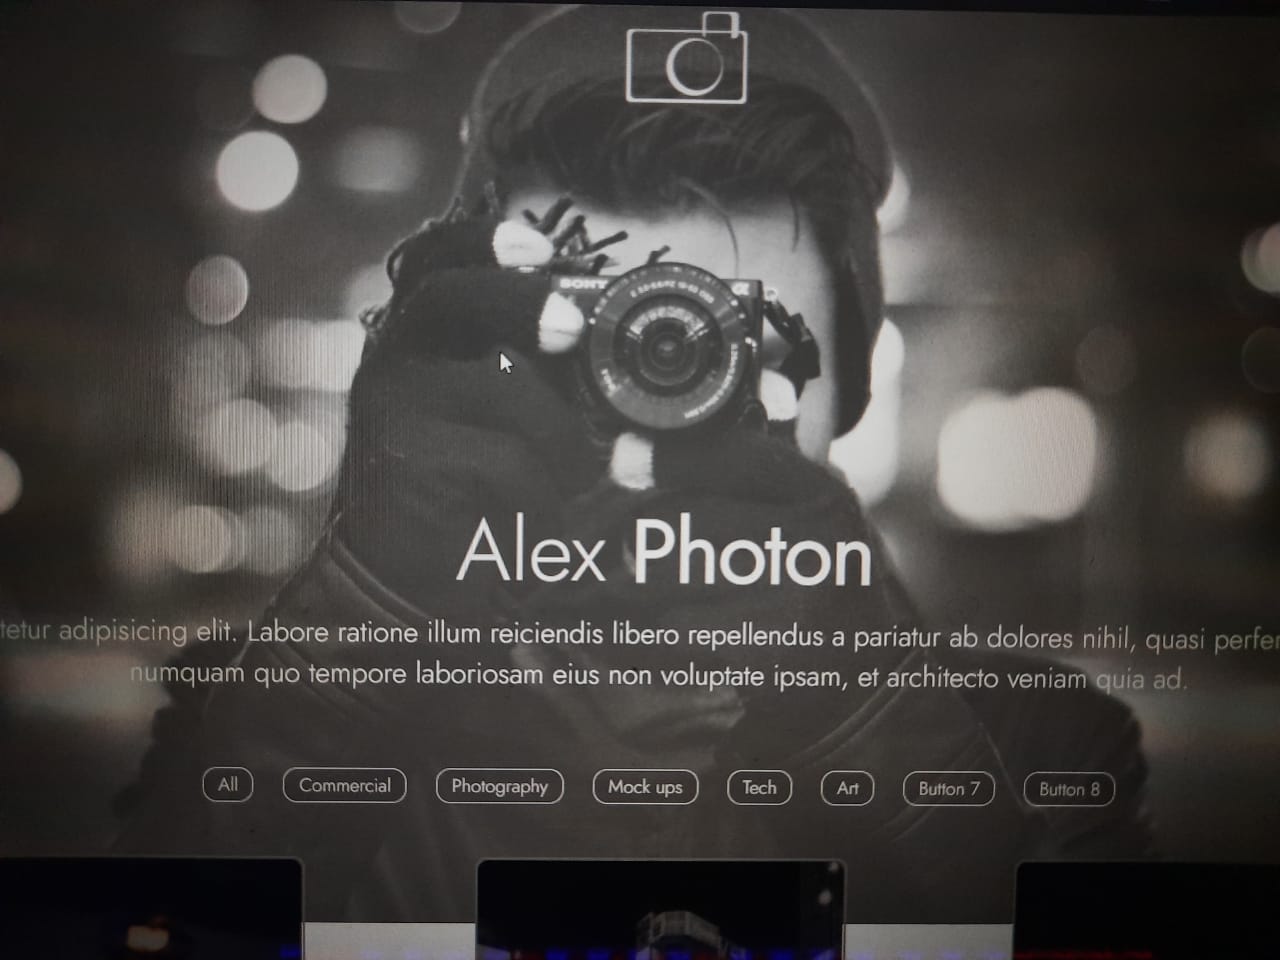 SONY α
Alex Photon
tetur adipisicing elit. Labore ratione illum reiciendis libero repellendus a pariatur ab dolores nihil, quasi perfer
numquam quo tempore laboriosam eius non voluptate ipsam, et architecto veniam quia ad.
All Commercial Photography Mock ups Tech Art Button 7 Button 8